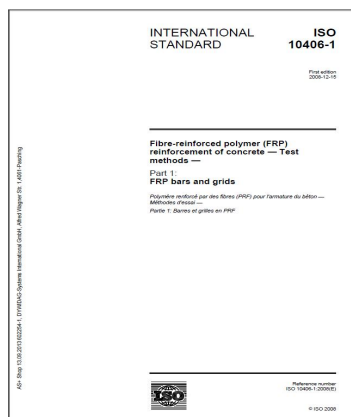 INTERNATIONAL
STANDARD
ISO
10406-1
First edition
2008-12-15
Fibre-reinforced polymer (FRP)
reinforcement of concrete — Test
methods —
Part 1:
FRP bars and grids
Polymère renforcé par des fibres (PRF) pour l'armature du béton —
Méthodes d'essai —
Partie 1: Barres et grilles en PRF
ISO
Reference number
ISO 10406-1:2008(E)
© ISO 2008